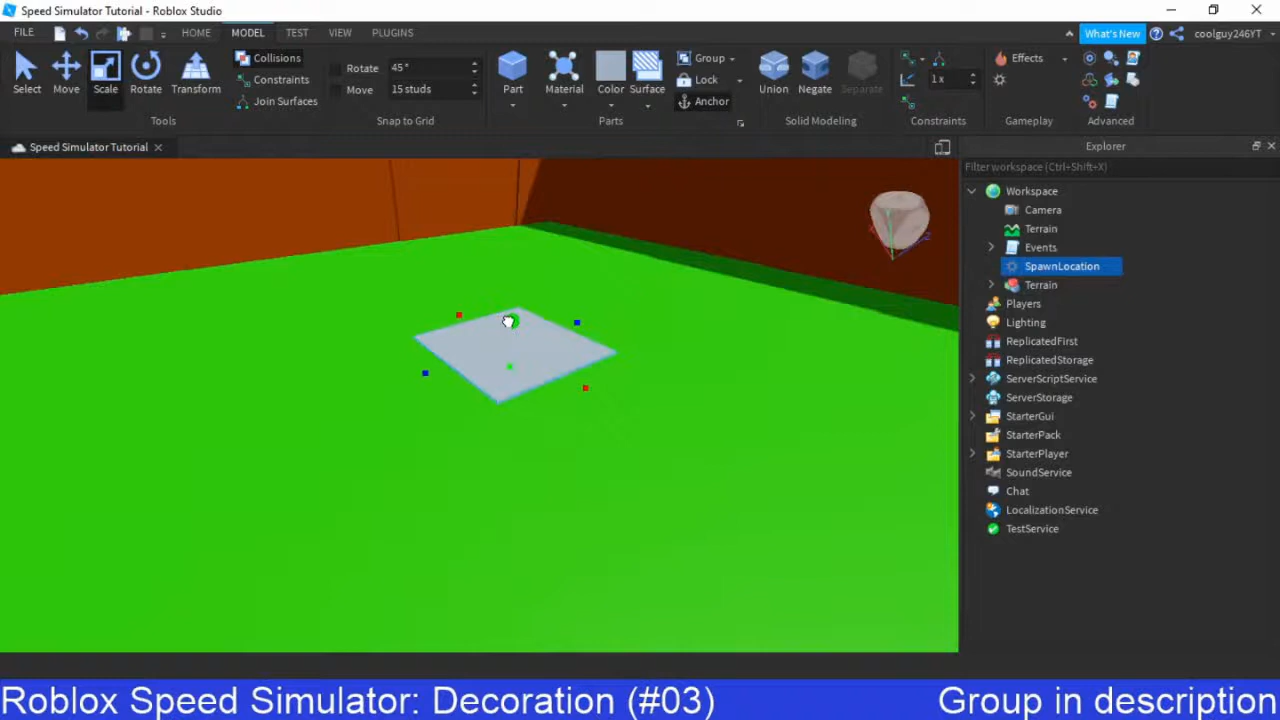 Speed Simulator Tutorial - Roblox Studio
FILE HOME MODEL TEST VIEW PLUGINS What's New coolguy246YT
Select Move Scale Rotate Transform
Tools
Collisions
Constraints
Join Surfaces
Rotate 45°
Move 15 studs
Snap to Grid
Part Material Color Surface
Group
Lock
Anchor
Parts
Union Negate Separate
Solid Modeling
1x
Constraints
Effects
Gameplay
Advanced
Speed Simulator Tutorial
Explorer
Filter workspace (Ctrl+Shift+X)
Workspace
Camera
Terrain
Events
SpawnLocation
Terrain
Players
Lighting
ReplicatedFirst
ReplicatedStorage
ServerScriptService
ServerStorage
StarterGui
StarterPack
StarterPlayer
SoundService
Chat
LocalizationService
TestService
Roblox Speed Simulator: Decoration (#03)
Group in description